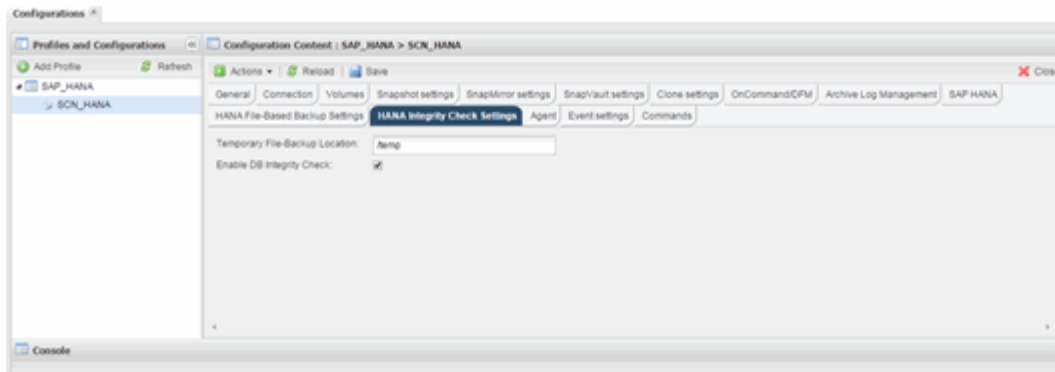 Configurations
Profiles and Configurations
Configuration Content : SAP_HANA > SCN_HANA
Add Profile Refresh
Actions Reload Save Close
SAP_HANA
SCN_HANA
General Connection Volumes Snapshot settings SnapMirror settings SnapVault settings Clone settings OnCommand/DFM Archive Log Management SAP HANA
HANA File-Based Backup Settings HANA Integrity Check Settings Agent Event settings Commands
Temporary File-Backup Location: /temp
Enable DB Integrity Check:
Console